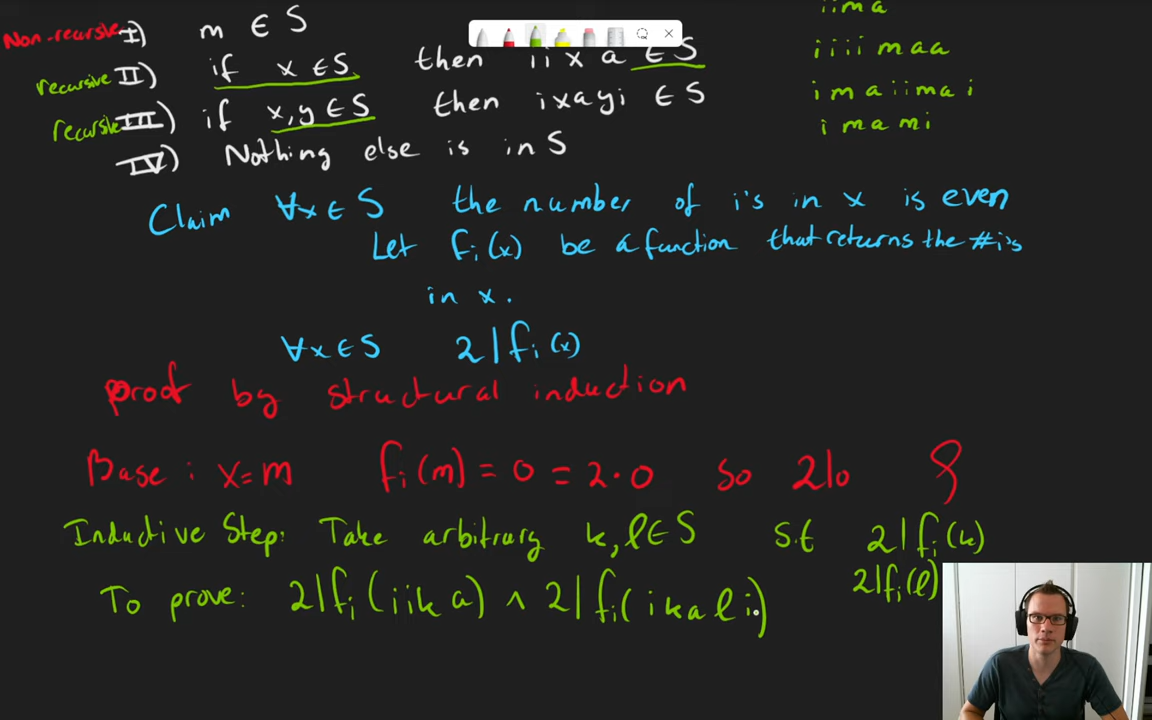 Non-recursive I) m ∈ S
iima
recursive II) if x ∈ S, then iixa ∈ S
iiiimaa
recursive III) if x,y ∈ S then ixayi ∈ S
imaiimai
imami
IV) Nothing else is in S
Claim ∀x ∈ S the number of i's in x is even
Let fᵢ(x) be a function that returns the #i's
in x.
∀x ∈ S 2|fᵢ(x)
proof by structural induction
Base: x=m fᵢ(m) = 0 = 2·0 so 2|0
Inductive Step: Take arbitrary k,l ∈ S s.t 2|fᵢ(k)
2|fᵢ(l)
To prove: 2|fᵢ(iika) ∧ 2|fᵢ(ikali)